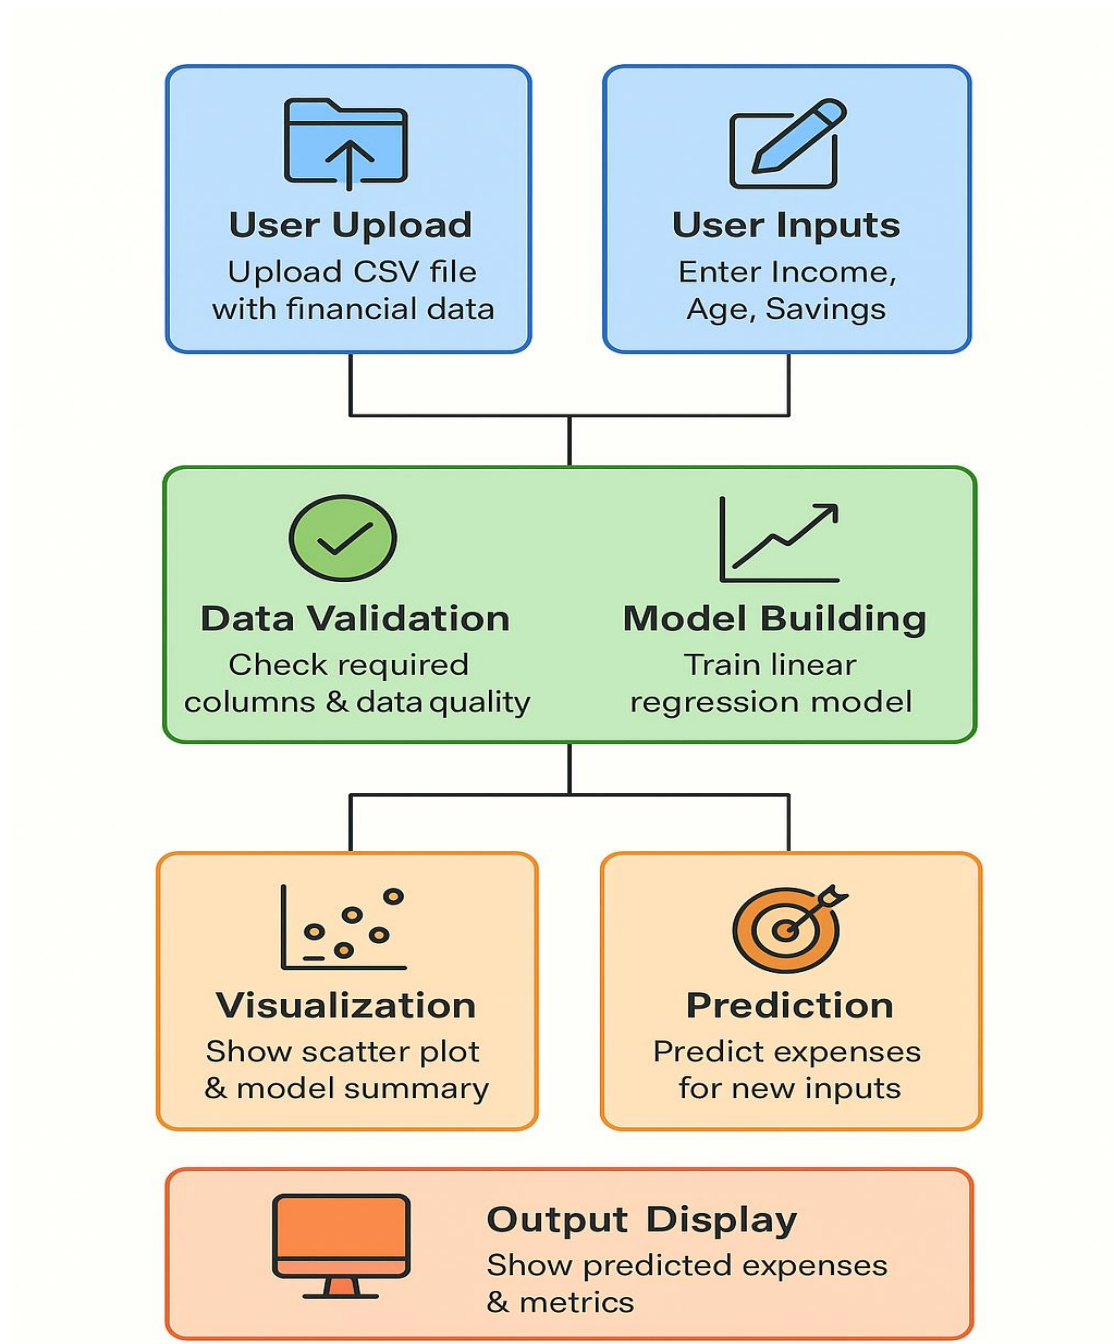 User Upload
Upload CSV file
with financial data
User Inputs
Enter Income,
Age, Savings
Data Validation
Check required
columns & data quality
Model Building
Train linear
regression model
Visualization
Show scatter plot
& model summary
Prediction
Predict expenses
for new inputs
Output Display
Show predicted expenses
& metrics